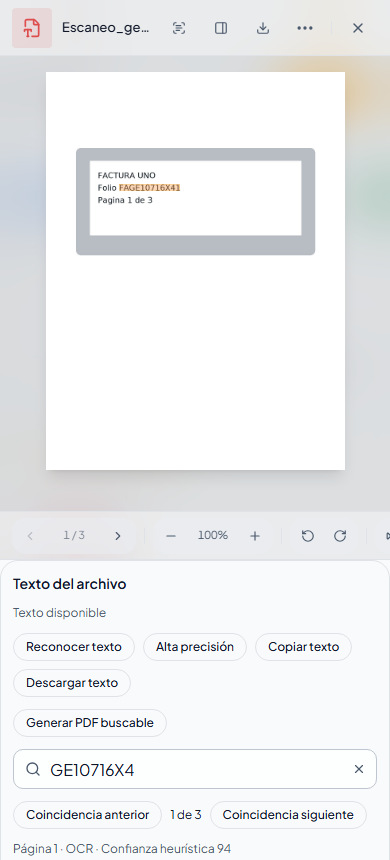 Escaneo_ge...
FACTURA UNO
Folio FAGE10716X41
Pagina 1 de 3
1 / 3
100%
Texto del archivo
Texto disponible
Reconocer texto
Alta precisión
Copiar texto
Descargar texto
Generar PDF buscable
GE10716X4
Coincidencia anterior
1 de 3
Coincidencia siguiente
Página 1 · OCR · Confianza heurística 94